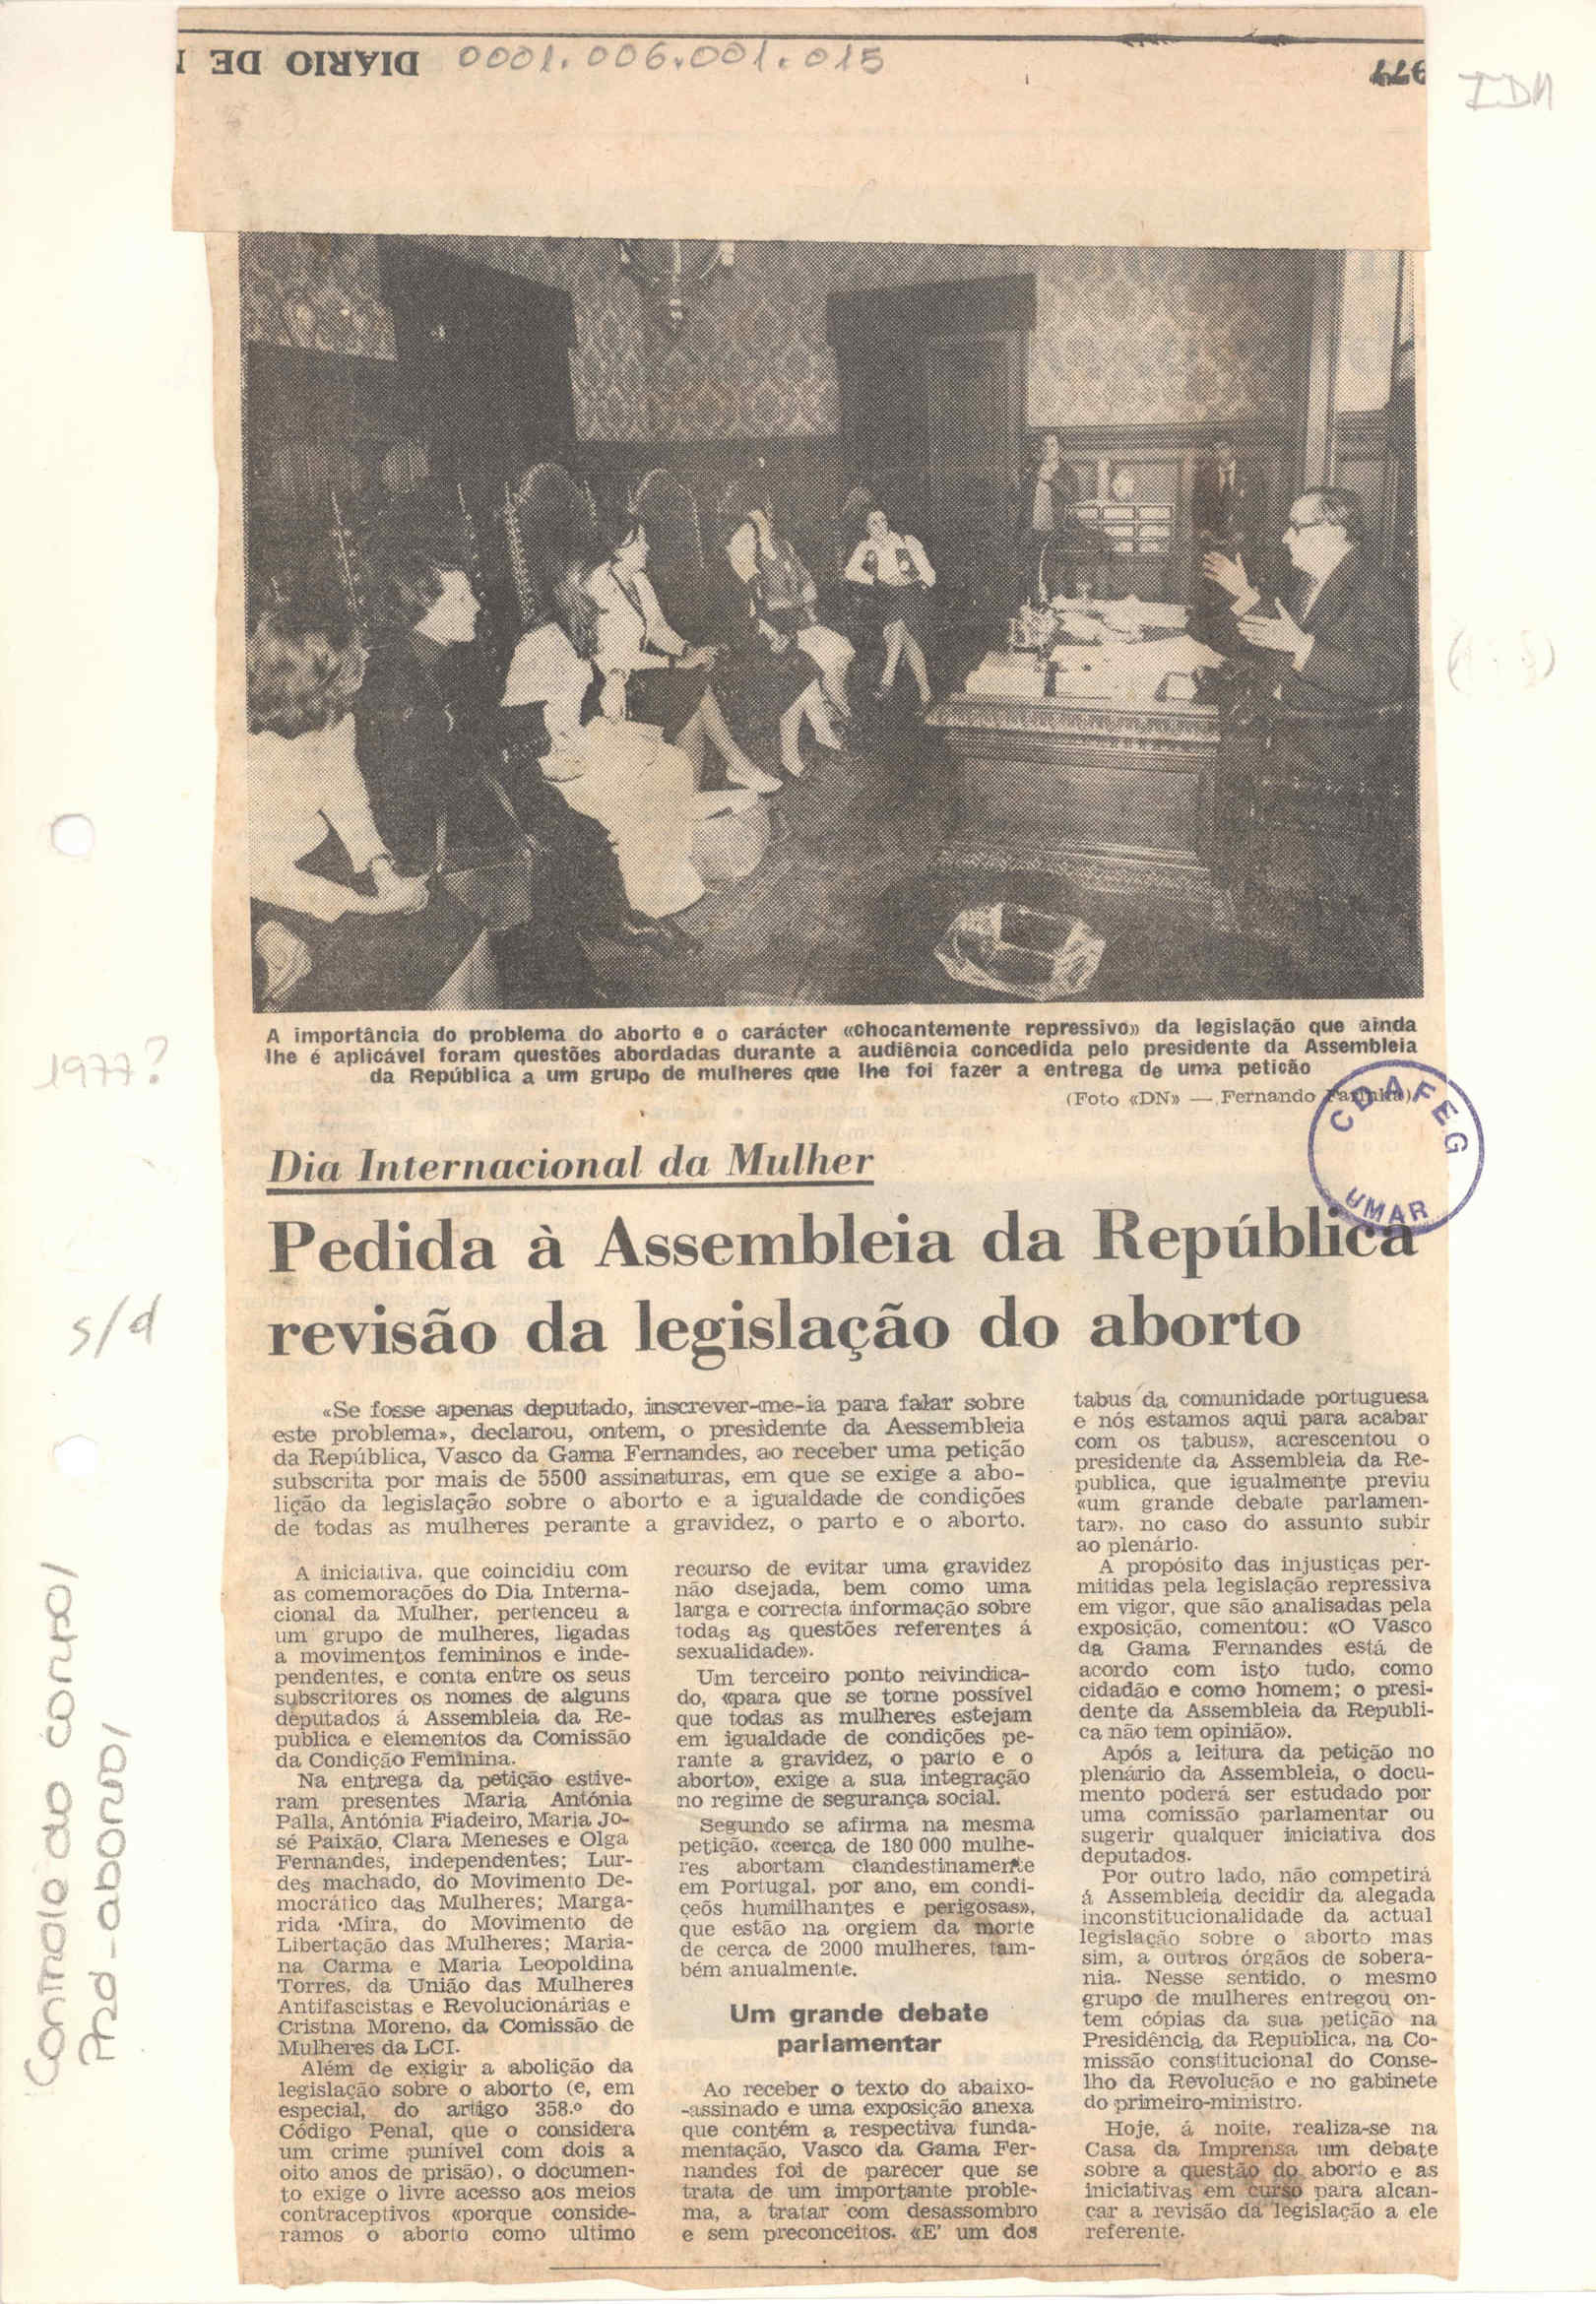 DIÁRIO DE
0001.006.001.015
977
IDM
A importância do problema do aborto e o carácter «chocantemente repressivo» da legislação que ainda
lhe é aplicável foram questões abordadas durante a audiência concedida pelo presidente da Assembleia
da República a um grupo de mulheres que lhe foi fazer a entrega de uma petição
(Foto «DN» — Fernando Farinha)
CDAFEG
UMAR
1977?
s/d
Controle do corpo/
Pró-aborto/
Dia Internacional da Mulher
Pedida à Assembleia da República
revisão da legislação do aborto
«Se fosse apenas deputado, inscrever-me-ia para falar sobre
este problema», declarou, ontem, o presidente da Aessembleia
da República, Vasco da Gama Fernandes, ao receber uma petição
subscrita por mais de 5500 assinaturas, em que se exige a abo-
lição da legislação sobre o aborto e a igualdade de condições
de todas as mulheres perante a gravidez, o parto e o aborto.
A iniciativa, que coincidiu com
as comemorações do Dia Interna-
cional da Mulher, pertenceu a
um grupo de mulheres, ligadas
a movimentos femininos e inde-
pendentes, e conta entre os seus
subscritores os nomes de alguns
deputados á Assembleia da Re-
publica e elementos da Comissão
da Condição Feminina.
Na entrega da petição estive-
ram presentes Maria Antónia
Palla, Antónia Fiadeiro, Maria Jo-
sé Paixão, Clara Meneses e Olga
Fernandes, independentes; Lur-
des machado, do Movimento De-
mocrático das Mulheres; Marga-
rida Mira, do Movimento de
Libertação das Mulheres; Maria-
na Carma e Maria Leopoldina
Torres, da União das Mulheres
Antifascistas e Revolucionárias e
Cristna Moreno, da Comissão de
Mulheres da LCI.
Além de exigir a abolição da
legislação sobre o aborto (e, em
especial, do artigo 358.º do
Código Penal, que o considera
um crime punível com dois a
oito anos de prisão), o documen-
to exige o livre acesso aos meios
contraceptivos «porque conside-
ramos o aborto como ultimo
recurso de evitar uma gravidez
não dsejada, bem como uma
larga e correcta informação sobre
todas as questões referentes á
sexualidade».
Um terceiro ponto reivindica-
do, «para que se torne possível
que todas as mulheres estejam
em igualdade de condições pe-
rante a gravidez, o parto e o
aborto», exige a sua integração
no regime de segurança social.
Segundo se afirma na mesma
petição, «cerca de 180 000 mulhe-
res abortam clandestinamente
em Portugal, por ano, em condi-
çeõs humilhantes e perigosas»,
que estão na orgiem da morte
de cerca de 2000 mulheres, tam-
bém anualmente.
Um grande debate
parlamentar
Ao receber o texto do abaixo-
-assinado e uma exposição anexa
que contém a respectiva funda-
mentação, Vasco da Gama Fer-
nandes foi de parecer que se
trata de um importante proble-
ma, a tratar com desassombro
e sem preconceitos. «E' um dos
tabus da comunidade portuguesa
e nós estamos aqui para acabar
com os tabus», acrescentou o
presidente da Assembleia da Re-
publica, que igualmente previu
«um grande debate parlamen-
tar», no caso do assunto subir
ao plenário.
A propósito das injustiças per-
mitidas pela legislação repressiva
em vigor, que são analisadas pela
exposição, comentou: «O Vasco
da Gama Fernandes está de
acordo com isto tudo, como
cidadão e como homem; o presi-
dente da Assembleia da Republi-
ca não tem opinião».
Após a leitura da petição no
plenário da Assembleia, o docu-
mento poderá ser estudado por
uma comissão parlamentar ou
sugerir qualquer iniciativa dos
deputados.
Por outro lado, não competirá
á Assembleia decidir da alegada
inconstitucionalidade da actual
legislação sobre o aborto mas
sim, a outros órgãos de sobera-
nia. Nesse sentido, o mesmo
grupo de mulheres entregou on-
tem cópias da sua petição na
Presidência da Republica, na Co-
missão constitucional do Conse-
lho da Revolução e no gabinete
do primeiro-ministro.
Hoje, á noite, realiza-se na
Casa da Imprensa um debate
sobre a questão do aborto e as
iniciativas em curso para alcan-
çar a revisão da legislação a ele
referente.